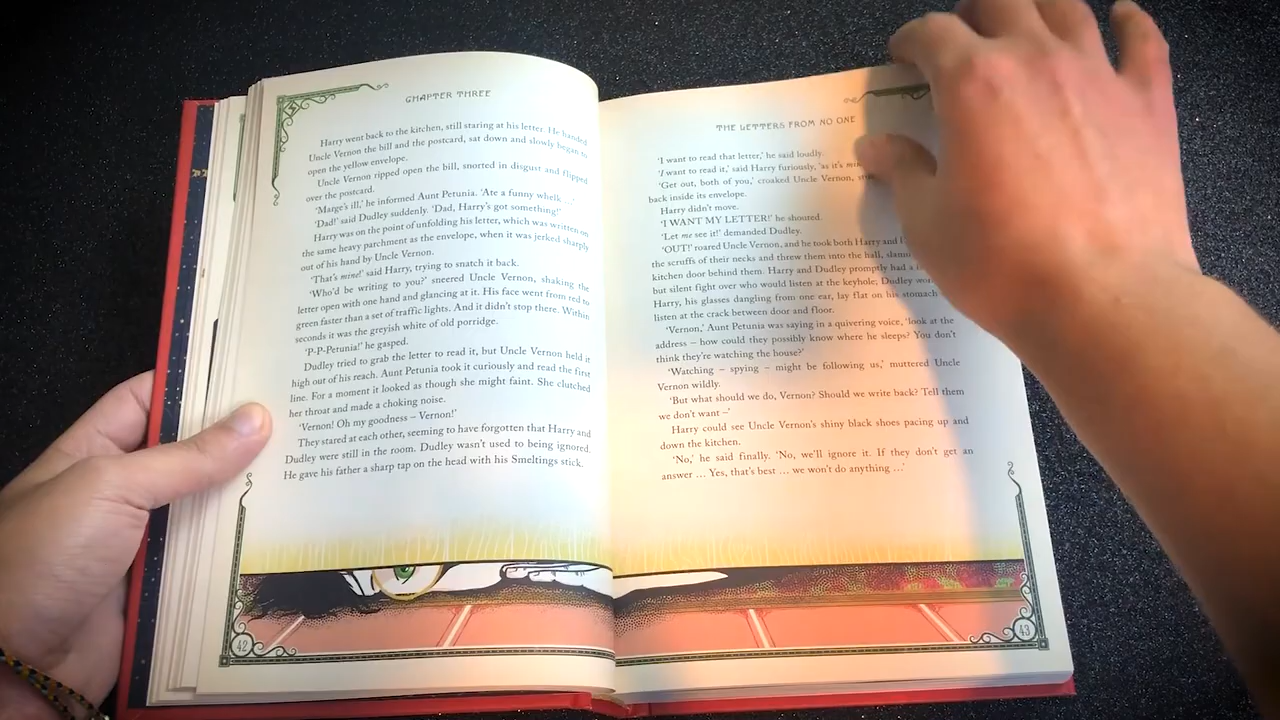 CHAPTER THREE
Harry went back to the kitchen, still staring at his letter. He handed
Uncle Vernon the bill and the postcard, sat down and slowly began to
open the yellow envelope.
Uncle Vernon ripped open the bill, snorted in disgust and flipped
over the postcard.
‘Marge’s ill,’ he informed Aunt Petunia. ‘Ate a funny whelk ...’
‘Dad!’ said Dudley suddenly. ‘Dad, Harry’s got something!’
Harry was on the point of unfolding his letter, which was written on
the same heavy parchment as the envelope, when it was jerked sharply
out of his hand by Uncle Vernon.
‘That’s mine!’ said Harry, trying to snatch it back.
‘Who’d be writing to you?’ sneered Uncle Vernon, shaking the
letter open with one hand and glancing at it. His face went from red to
green faster than a set of traffic lights. And it didn’t stop there. Within
seconds it was the greyish white of old porridge.
‘P-P-Petunia!’ he gasped.
Dudley tried to grab the letter to read it, but Uncle Vernon held it
high out of his reach. Aunt Petunia took it curiously and read the first
line. For a moment it looked as though she might faint. She clutched
her throat and made a choking noise.
‘Vernon! Oh my goodness – Vernon!’
They stared at each other, seeming to have forgotten that Harry and
Dudley were still in the room. Dudley wasn’t used to being ignored.
He gave his father a sharp tap on the head with his Smeltings stick.
42
THE LETTERS FROM NO ONE
‘I want to read that letter,’ he said loudly.
‘I want to read it,’ said Harry furiously, ‘as it’s
‘Get out, both of you,’ croaked Uncle Vernon,
back inside its envelope.
Harry didn’t move.
‘I WANT MY LETTER!’ he shouted.
‘Let me see it!’ demanded Dudley.
‘OUT!’ roared Uncle Vernon, and he took both Harry and
the scruffs of their necks and threw them into the hall,
kitchen door behind them. Harry and Dudley promptly had a
but silent fight over who would listen at the keyhole; Dudley
Harry, his glasses dangling from one ear, lay flat on his stomach
listen at the crack between door and floor.
‘Vernon,’ Aunt Petunia was saying in a quivering voice, ‘look at the
address – how could they possibly know where he sleeps? You don’t
think they’re watching the house?’
‘Watching – spying – might be following us,’ muttered Uncle
Vernon wildly.
‘But what should we do, Vernon? Should we write back? Tell them
we don’t want –’
Harry could see Uncle Vernon’s shiny black shoes pacing up and
down the kitchen.
‘No,’ he said finally. ‘No, we’ll ignore it. If they don’t get an
answer ... Yes, that’s best ... we won’t do anything ...’
43